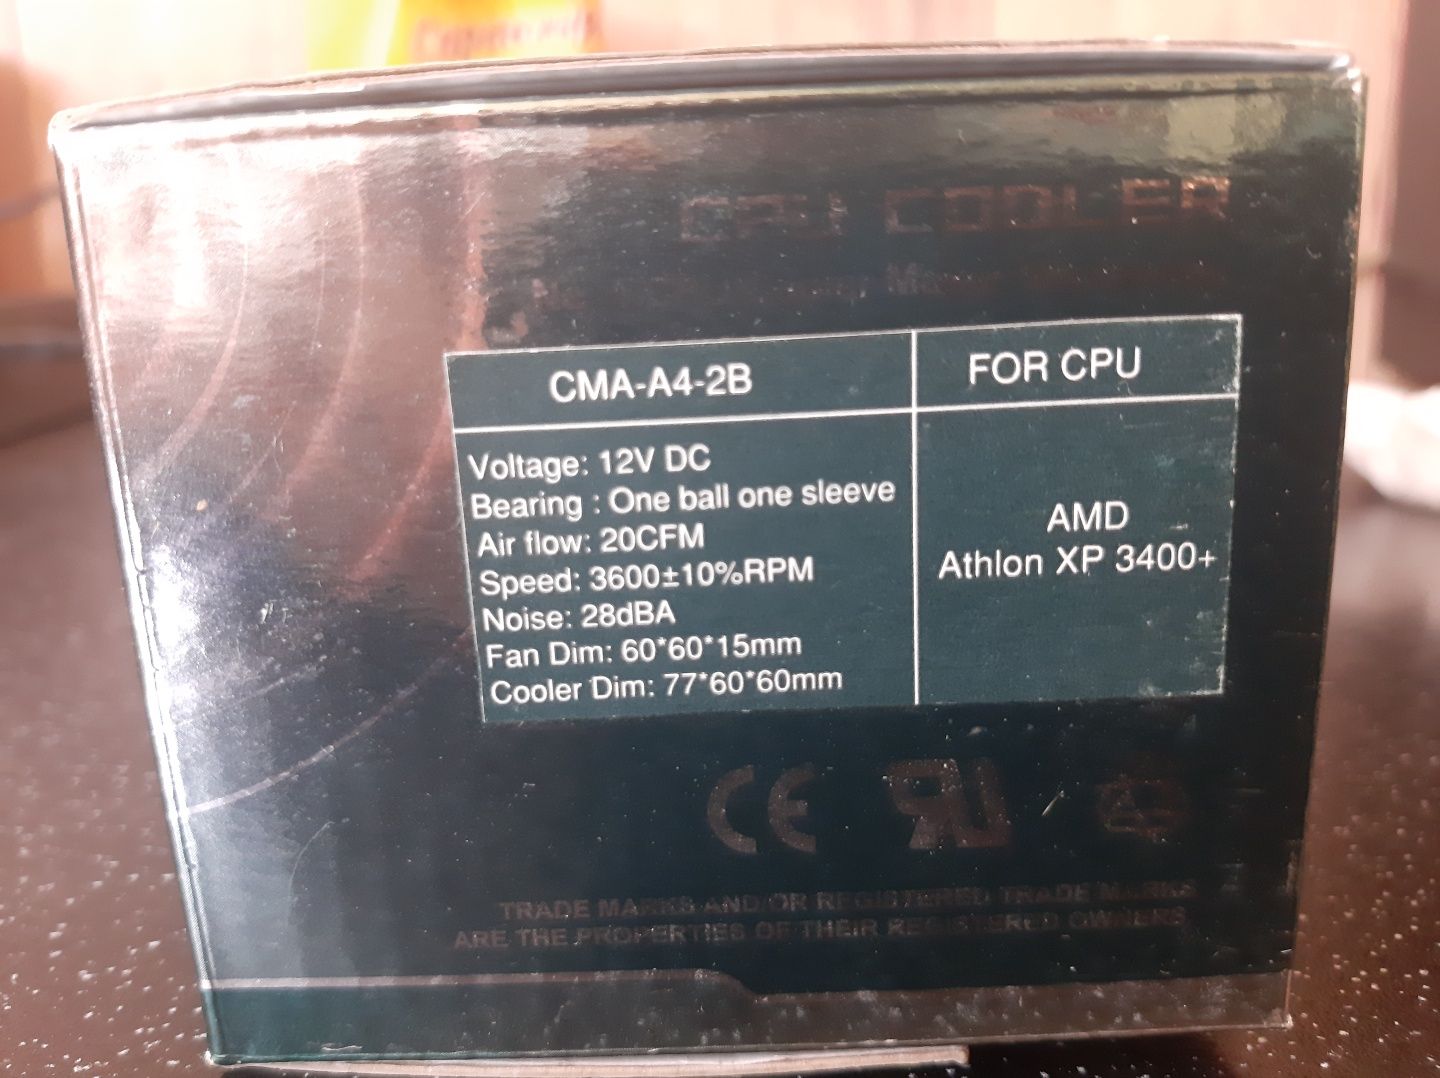 CPU COOLER
CMA-A4-2B
FOR CPU
Voltage: 12V DC
Bearing : One ball one sleeve
Air flow: 20CFM
Speed: 3600±10%RPM
Noise: 28dBA
Fan Dim: 60*60*15mm
Cooler Dim: 77*60*60mm
AMD
Athlon XP 3400+
CE
TRADE MARKS AND/OR REGISTERED TRADE MARKS
ARE THE PROPERTIES OF THEIR REGISTERED OWNERS